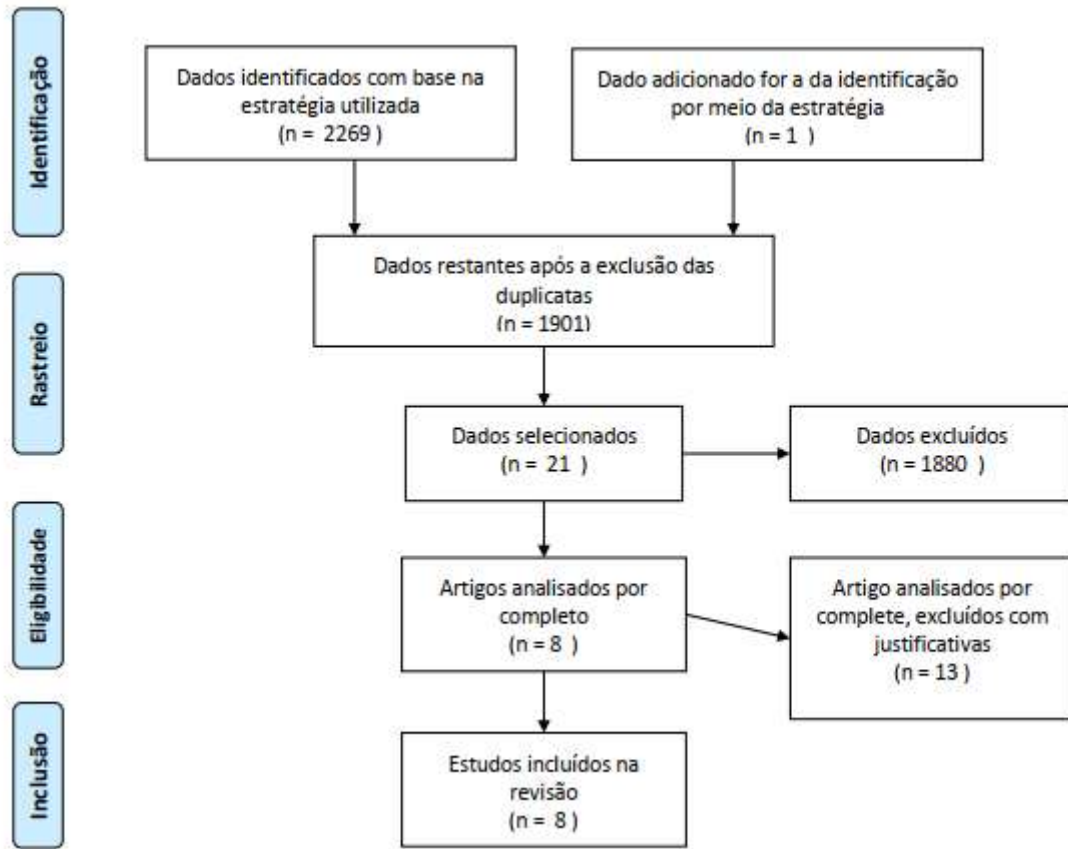 Identificação
Dados identificados com base na
estratégia utilizada
(n = 2269 )
Dado adicionado for a da identificação
por meio da estratégia
(n = 1 )
Dados restantes após a exclusão das
duplicatas
(n = 1901)
Rastreio
Dados selecionados
(n = 21 )
Dados excluídos
(n = 1880 )
Eligibilidade
Artigos analisados por
completo
(n = 8 )
Artigo analisados por
complete, excluídos com
justificativas
(n = 13 )
Inclusão
Estudos incluídos na
revisão
(n = 8 )